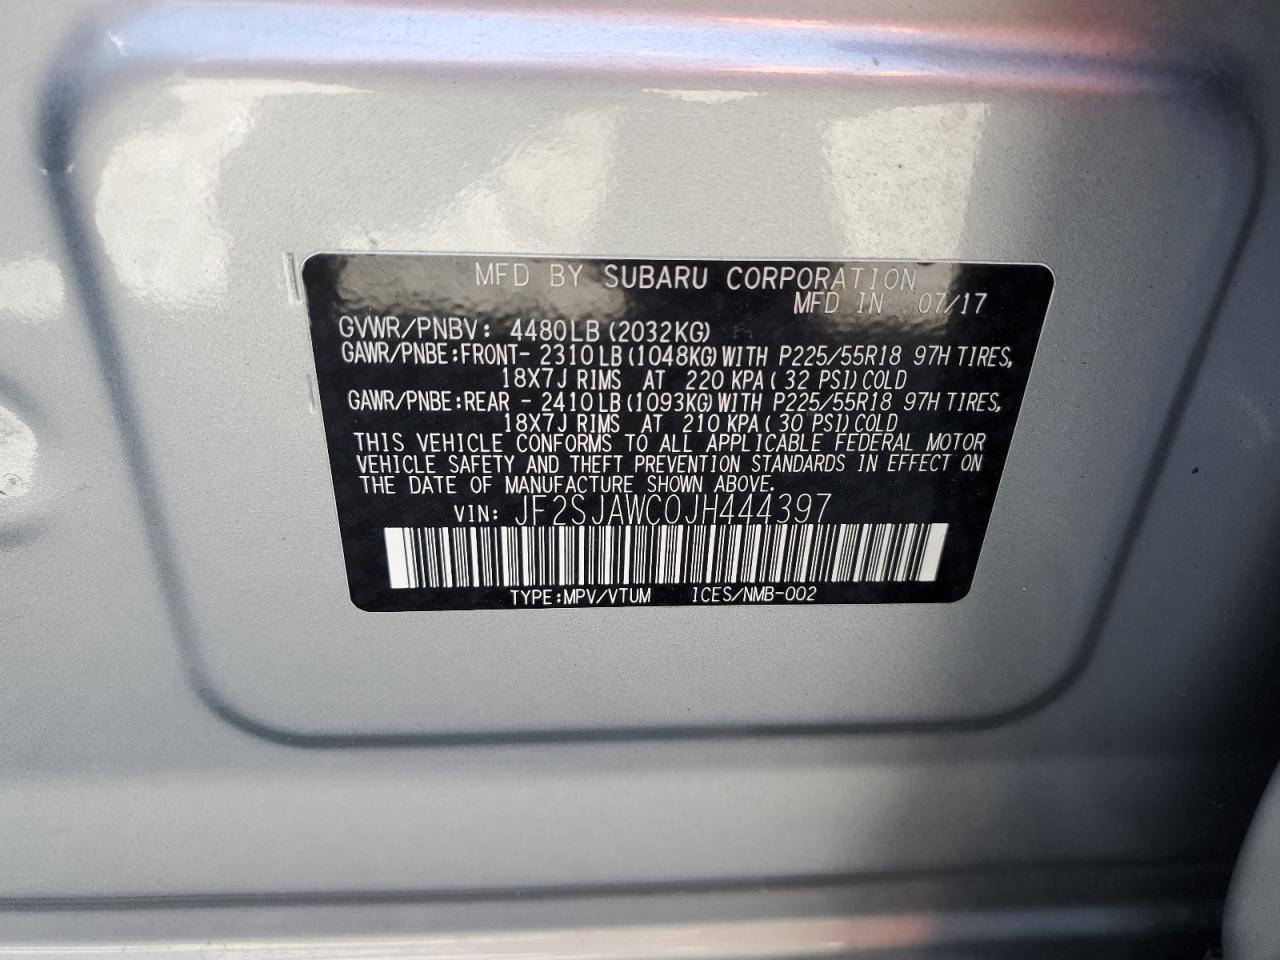 MFD BY SUBARU CORPORATION
MFD IN 07/17
GVWR/PNBV: 4480LB (2032KG)
GAWR/PNBE:FRONT- 2310LB (1048KG) WITH P225/55R18 97H TIRES,
18X7J RIMS AT 220 KPA ( 32 PSI) COLD
GAWR/PNBE:REAR - 2410LB (1093KG) WITH P225/55R18 97H TIRES,
18X7J RIMS AT 210 KPA ( 30 PSI) COLD
THIS VEHICLE CONFORMS TO ALL APPLICABLE FEDERAL MOTOR
VEHICLE SAFETY AND THEFT PREVENTION STANDARDS IN EFFECT ON
THE DATE OF MANUFACTURE SHOWN ABOVE.
VIN: JF2SJAWC0JH444397
TYPE:MPV/VTUM ICES/NMB-002